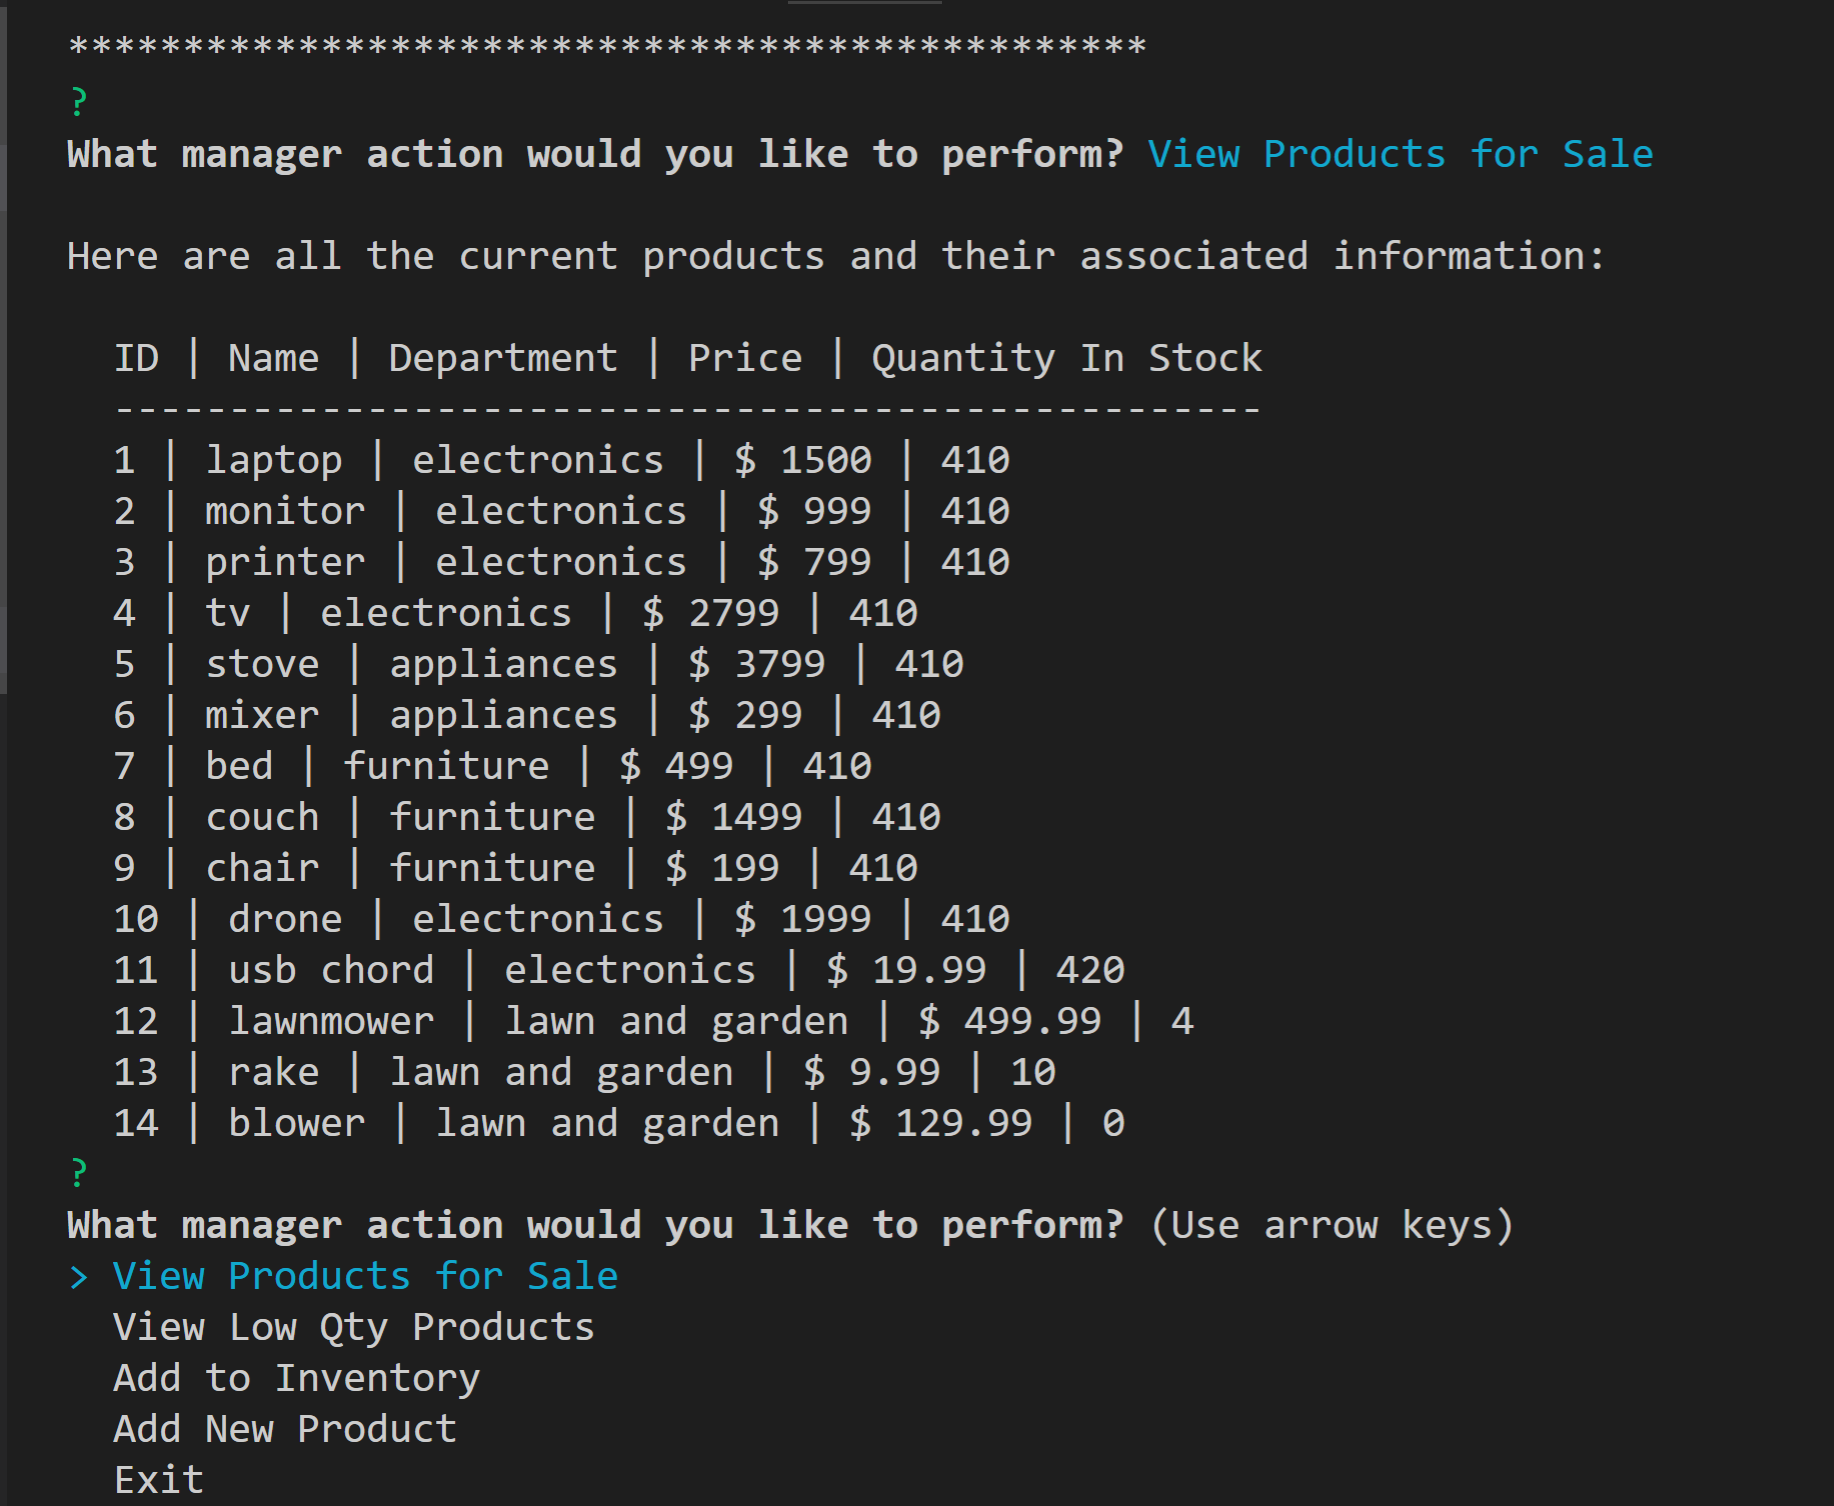 ***********************************************
?
What manager action would you like to perform? View Products for Sale
Here are all the current products and their associated information:
ID | Name | Department | Price | Quantity In Stock
--------------------------------------------------
1 | laptop | electronics | $ 1500 | 410
2 | monitor | electronics | $ 999 | 410
3 | printer | electronics | $ 799 | 410
4 | tv | electronics | $ 2799 | 410
5 | stove | appliances | $ 3799 | 410
6 | mixer | appliances | $ 299 | 410
7 | bed | furniture | $ 499 | 410
8 | couch | furniture | $ 1499 | 410
9 | chair | furniture | $ 199 | 410
10 | drone | electronics | $ 1999 | 410
11 | usb chord | electronics | $ 19.99 | 420
12 | lawnmower | lawn and garden | $ 499.99 | 4
13 | rake | lawn and garden | $ 9.99 | 10
14 | blower | lawn and garden | $ 129.99 | 0
?
What manager action would you like to perform? (Use arrow keys)
> View Products for Sale
View Low Qty Products
Add to Inventory
Add New Product
Exit